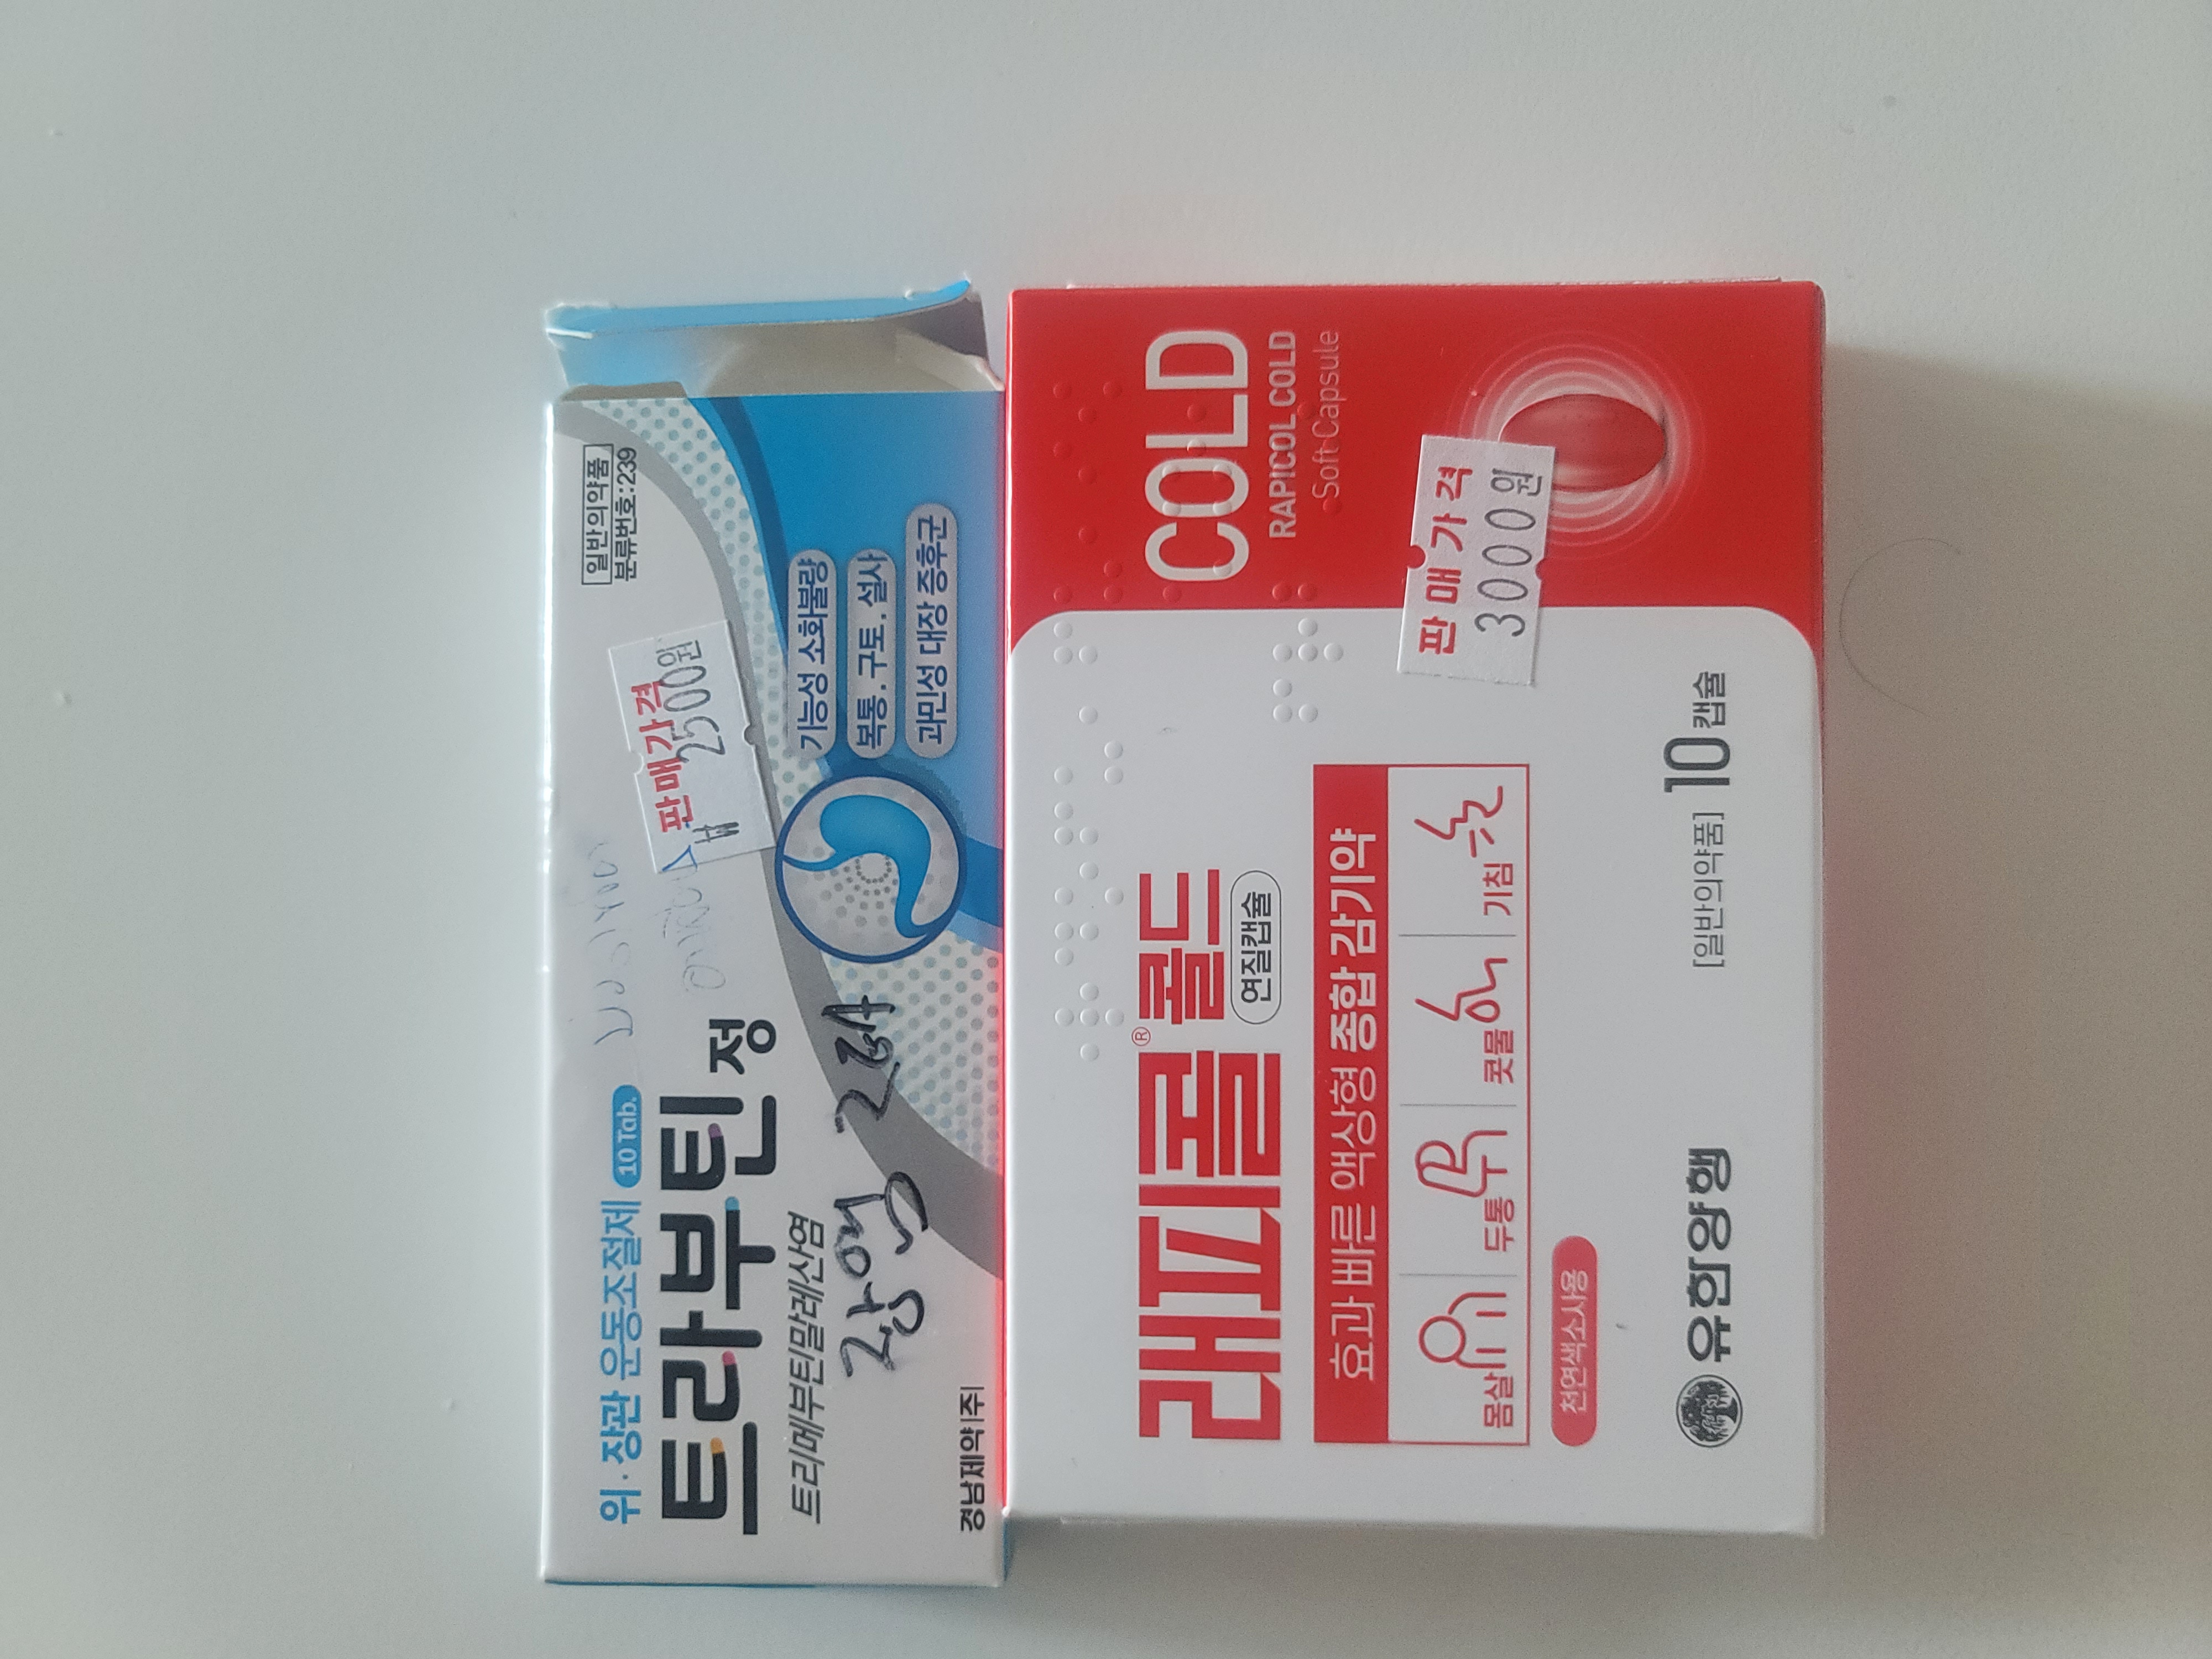 위·장관 운동조절제 10 Tab.
트라부틴정
트리메부틴말레산염
일반의약품
분류번호:239
판매가격
2500원
기능성 소화불량
복통.구토.설사
과민성 대장 증후군
경남제약(주)
래피콜® 콜드
연질캡슐
COLD
RAPICOL COLD
Soft Capsule
효과 빠른 액상형 종합감기약
몸살 두통 콧물 기침
천연색소사용
판매가격
3000원
유한양행
[일반의약품] 10캡슐